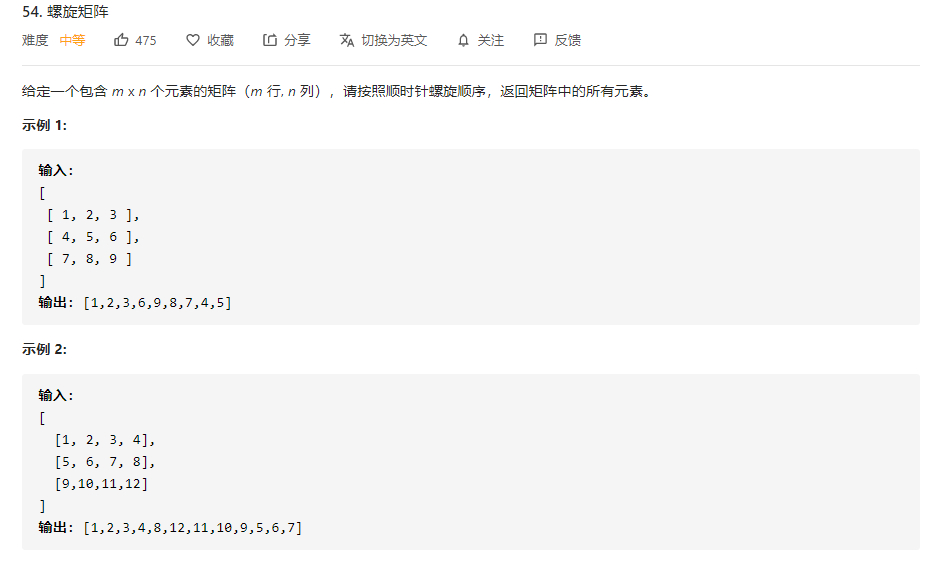 54. 螺旋矩阵
难度 中等 475 收藏 分享 切换为英文 关注 反馈
给定一个包含 m x n 个元素的矩阵（m 行, n 列），请按照顺时针螺旋顺序，返回矩阵中的所有元素。
示例 1:
输入:
[
[ 1, 2, 3 ],
[ 4, 5, 6 ],
[ 7, 8, 9 ]
]
输出: [1,2,3,6,9,8,7,4,5]
示例 2:
输入:
[
[1, 2, 3, 4],
[5, 6, 7, 8],
[9,10,11,12]
]
输出: [1,2,3,4,8,12,11,10,9,5,6,7]